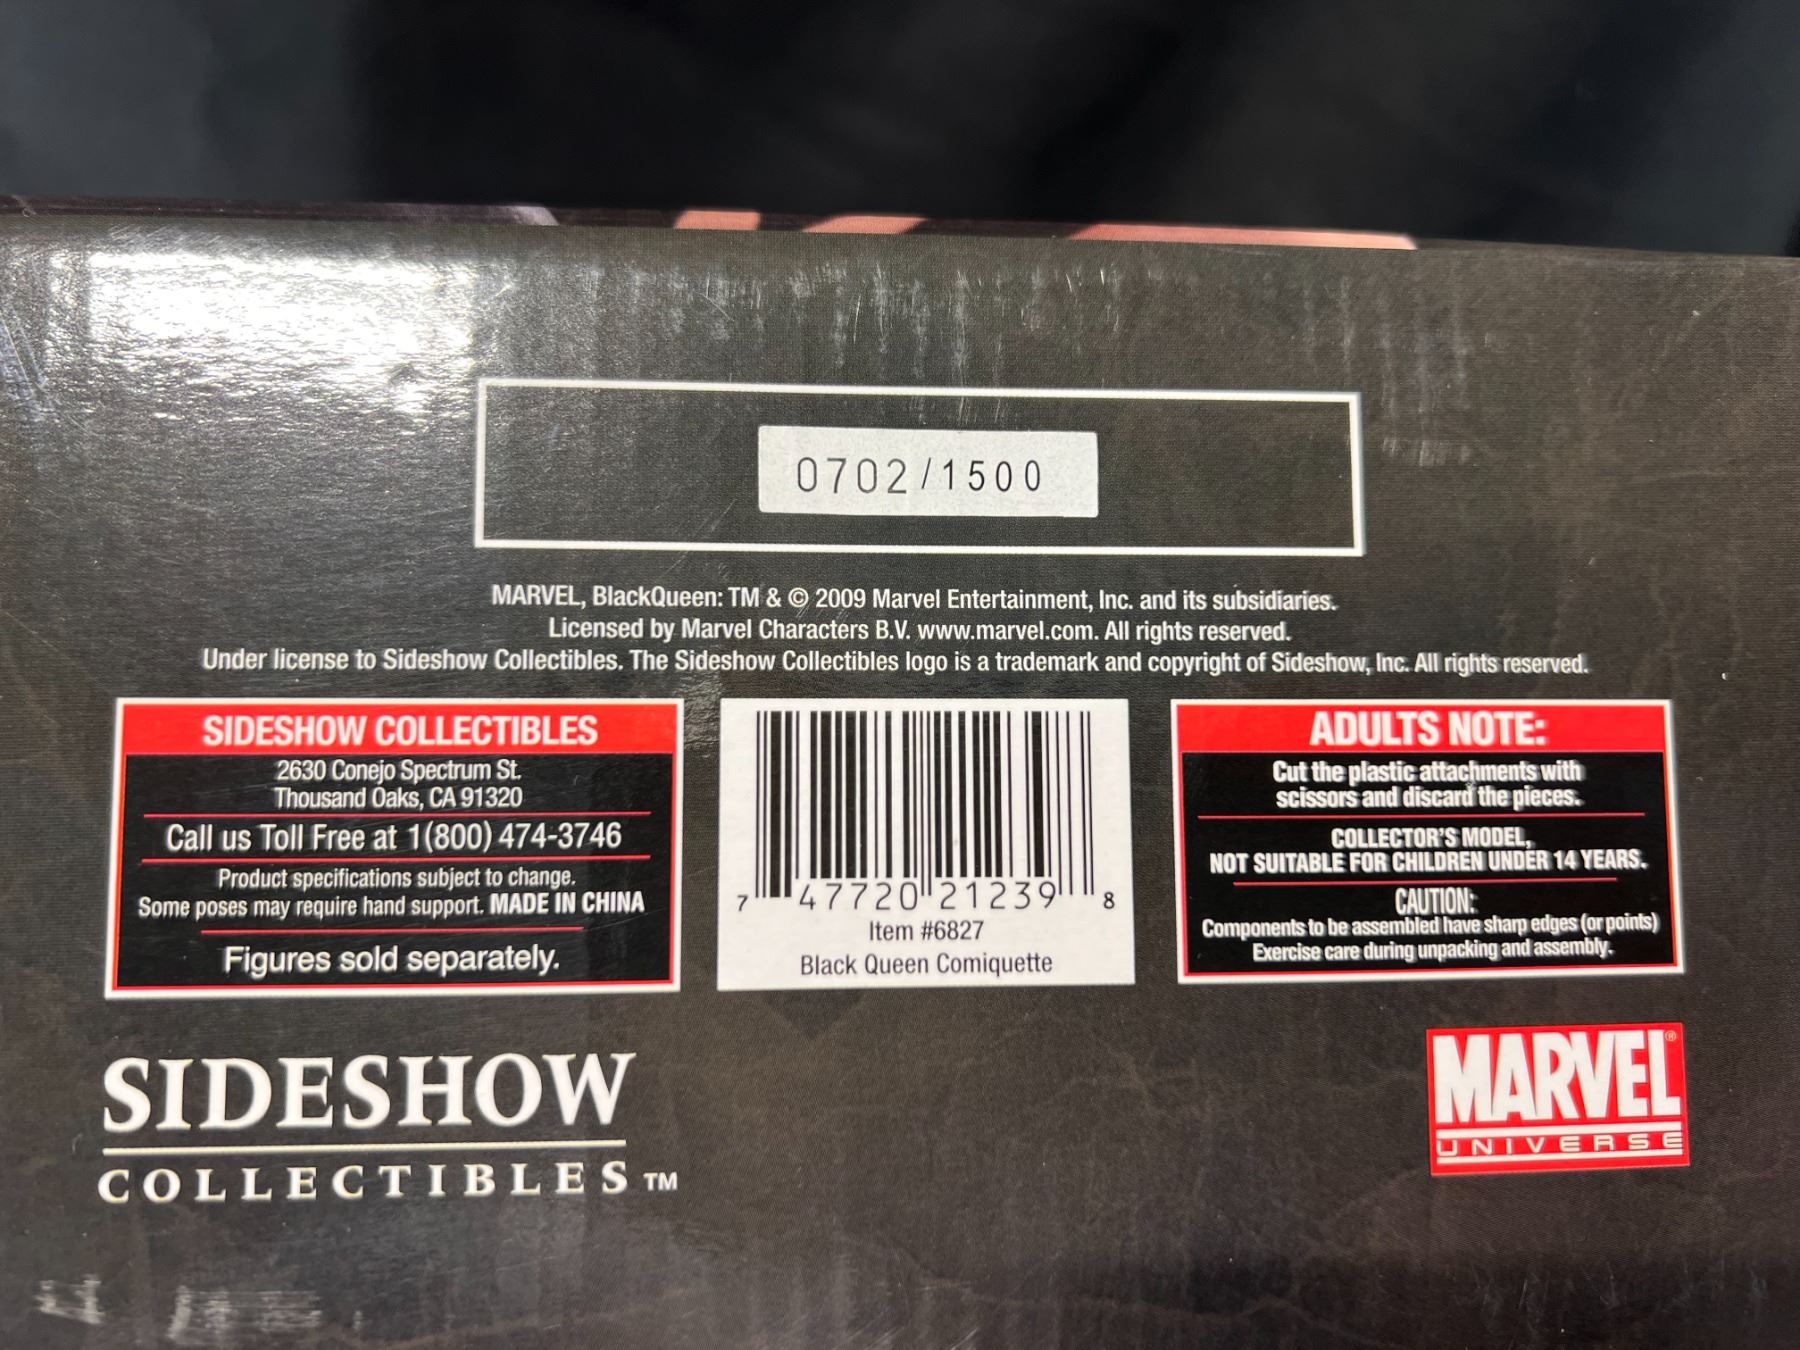 0702/1500
MARVEL, BlackQueen: TM & © 2009 Marvel Entertainment, Inc. and its subsidiaries.
Licensed by Marvel Characters B.V. www.marvel.com. All rights reserved.
Under license to Sideshow Collectibles. The Sideshow Collectibles logo is a trademark and copyright of Sideshow, Inc. All rights reserved.
SIDESHOW COLLECTIBLES
2630 Conejo Spectrum St.
Thousand Oaks, CA 91320
Call us Toll Free at 1(800) 474-3746
Product specifications subject to change.
Some poses may require hand support. MADE IN CHINA
Figures sold separately.
7 47720 21239 8
Item #6827
Black Queen Comiquette
ADULTS NOTE:
Cut the plastic attachments with
scissors and discard the pieces.
COLLECTOR'S MODEL,
NOT SUITABLE FOR CHILDREN UNDER 14 YEARS.
CAUTION:
Components to be assembled have sharp edges (or points)
Exercise care during unpacking and assembly.
SIDESHOW
COLLECTIBLES TM
MARVEL®
UNIVERSE